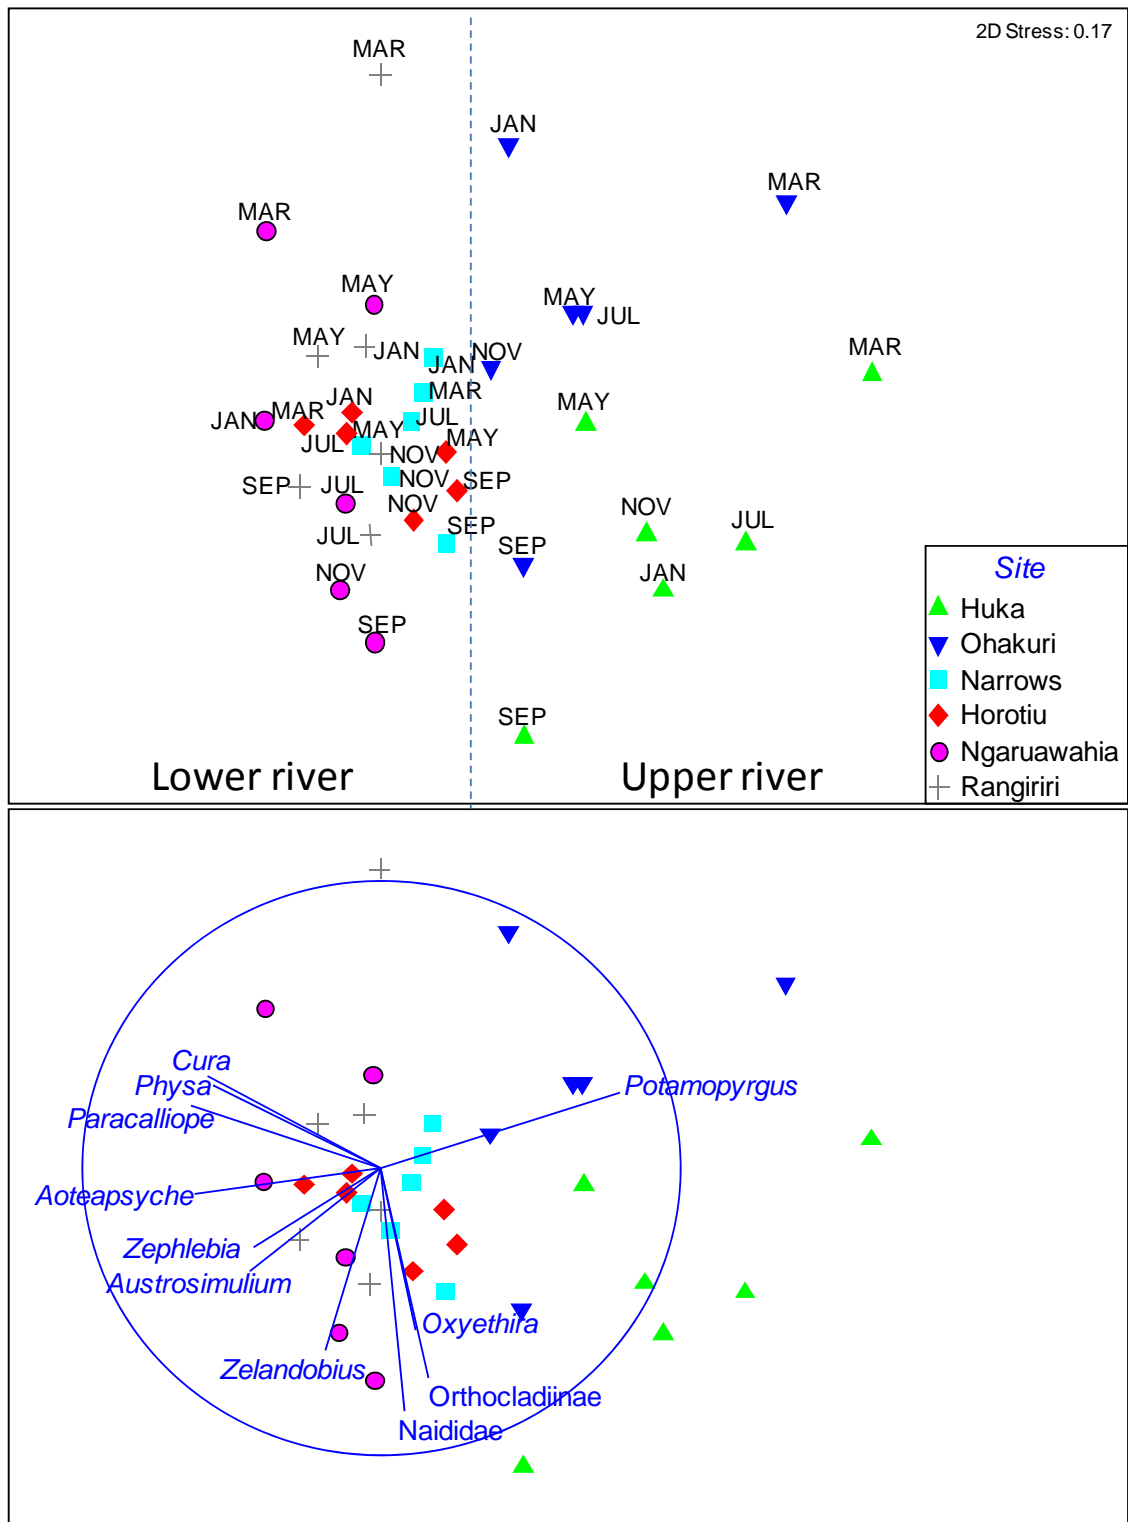 2D Stress: 0.17
MAR
JAN
MAR
MAR
MAY
MAY
JUL
MAY
JAN
JAN
NOV
MAR
MAR
JAN
MAR
JAN
JUL
MAY
JUL
MAY
MAY
NOV
SEP
JUL
NOV
SEP
NOV
NOV
JUL
JUL
SEP
SEP
NOV
JAN
SEP
SEP
Lower river
Upper river
Site
Huka
Ohakuri
Narrows
Horotiu
Ngaruawahia
Rangiriri
Cura
Physa
Paracalliope
Potamopyrgus
Aoteapsyche
Zephlebia
Austrosimulium
Oxyethira
Zelandobius
Orthocladiinae
Naididae